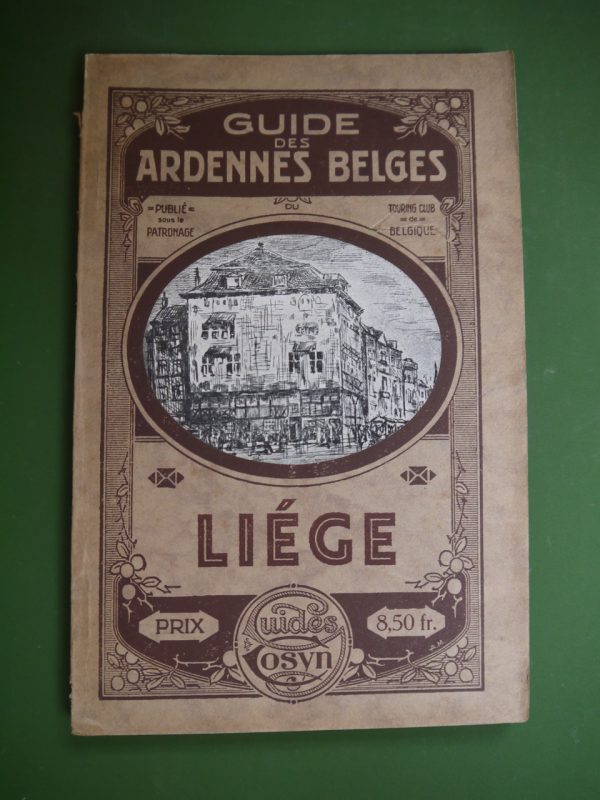 GUIDE
DES
ARDENNES BELGES
DU
PUBLIÉ
sous le
PATRONAGE
TOURING CLUB
de
BELGIQUE
LIÉGE
PRIX
Guides
Cosyn
8,50 fr.